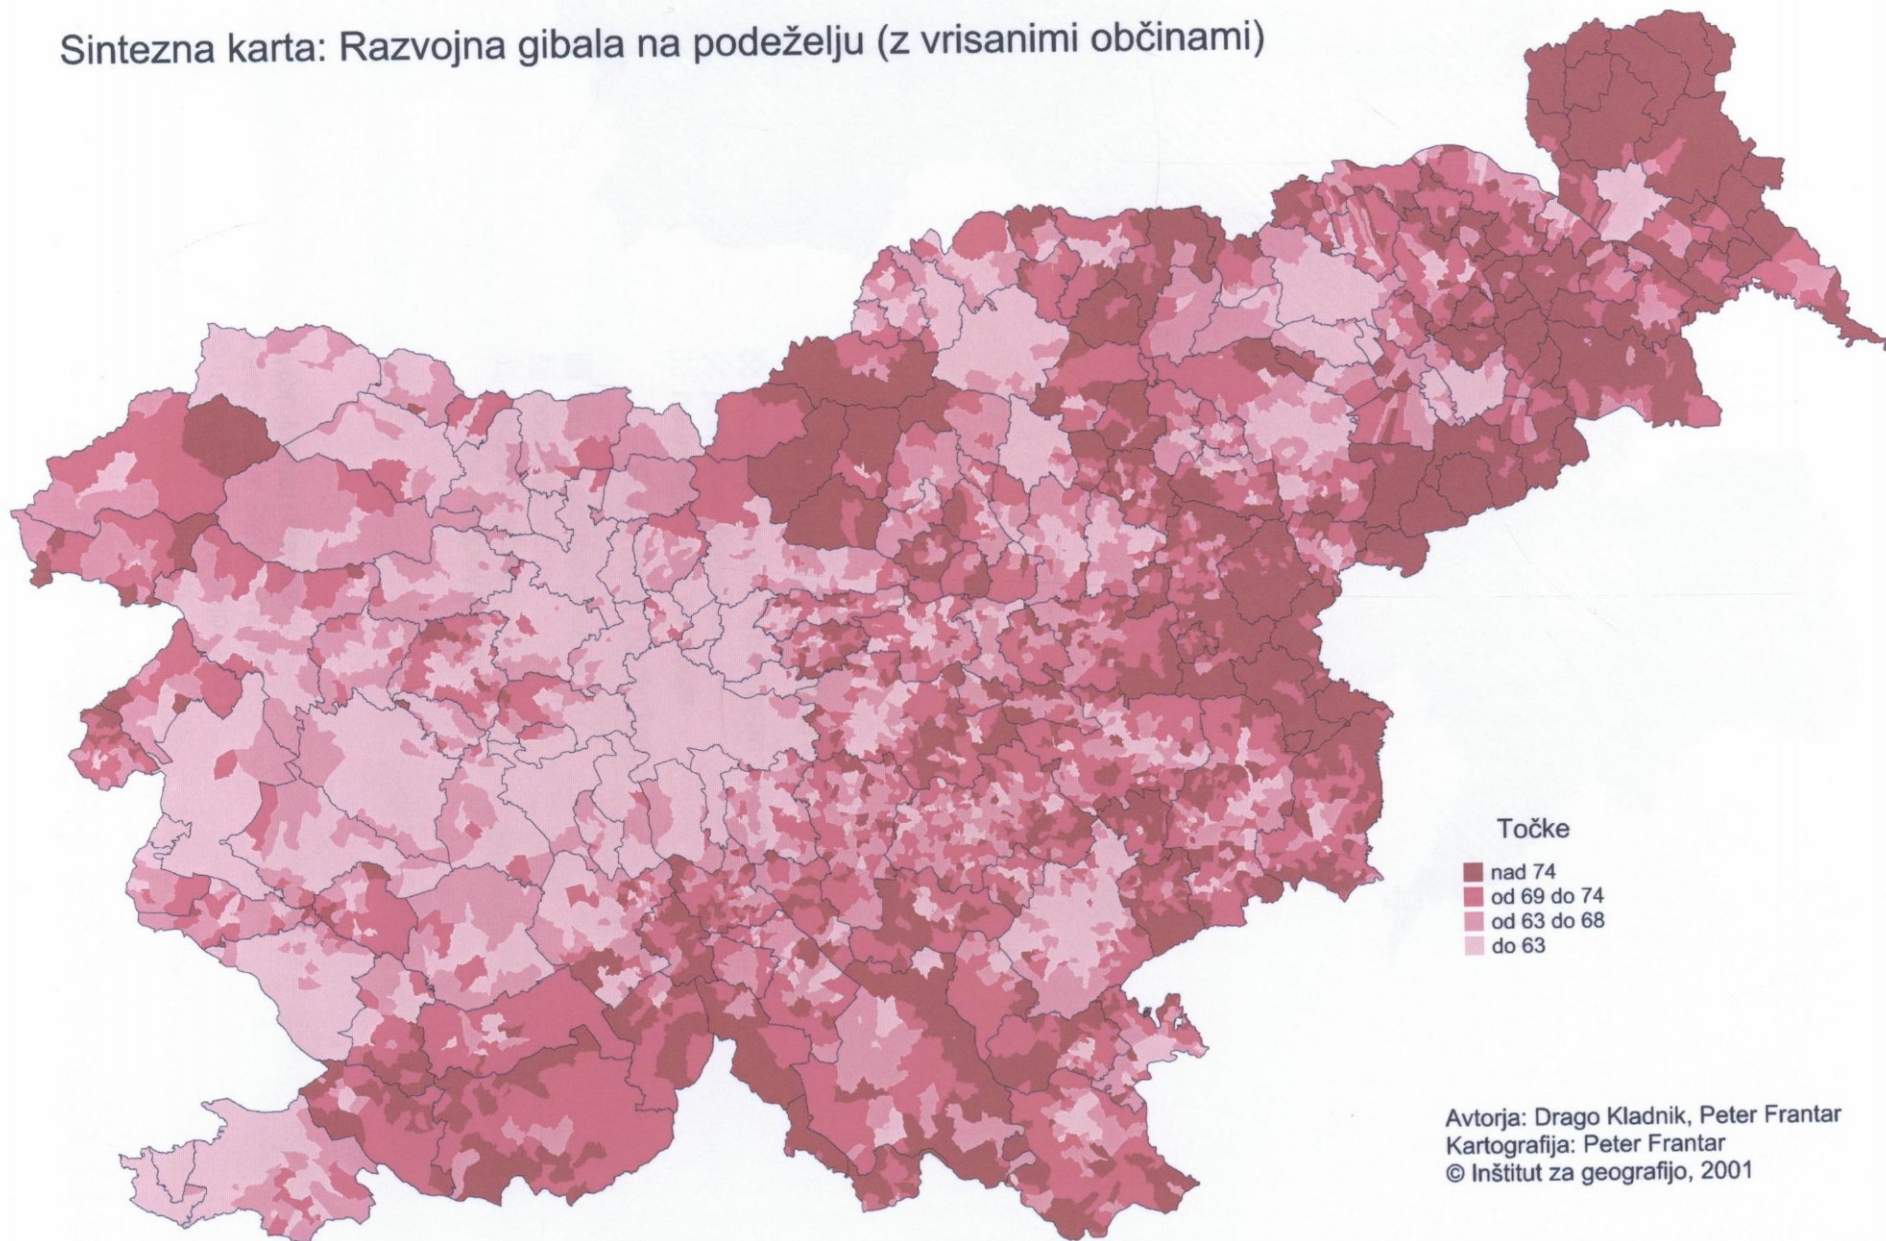 Sintezna karta: Razvojna gibala na podeželju (z vrisanimi občinami)
Točke
nad 74
od 69 do 74
od 63 do 68
do 63
Avtorja: Drago Kladnik, Peter Frantar
Kartografija: Peter Frantar
© Inštitut za geografijo, 2001